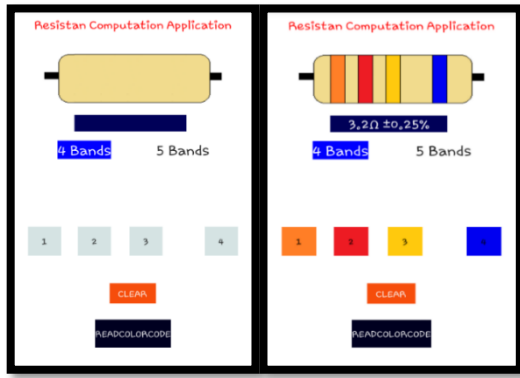 Resistan Computation Application
4 Bands 5 Bands
1 2 3 4
CLEAR
READCOLORCODE
Resistan Computation Application
3.2Ω ±0.25%
4 Bands 5 Bands
1 2 3 4
CLEAR
READCOLORCODE